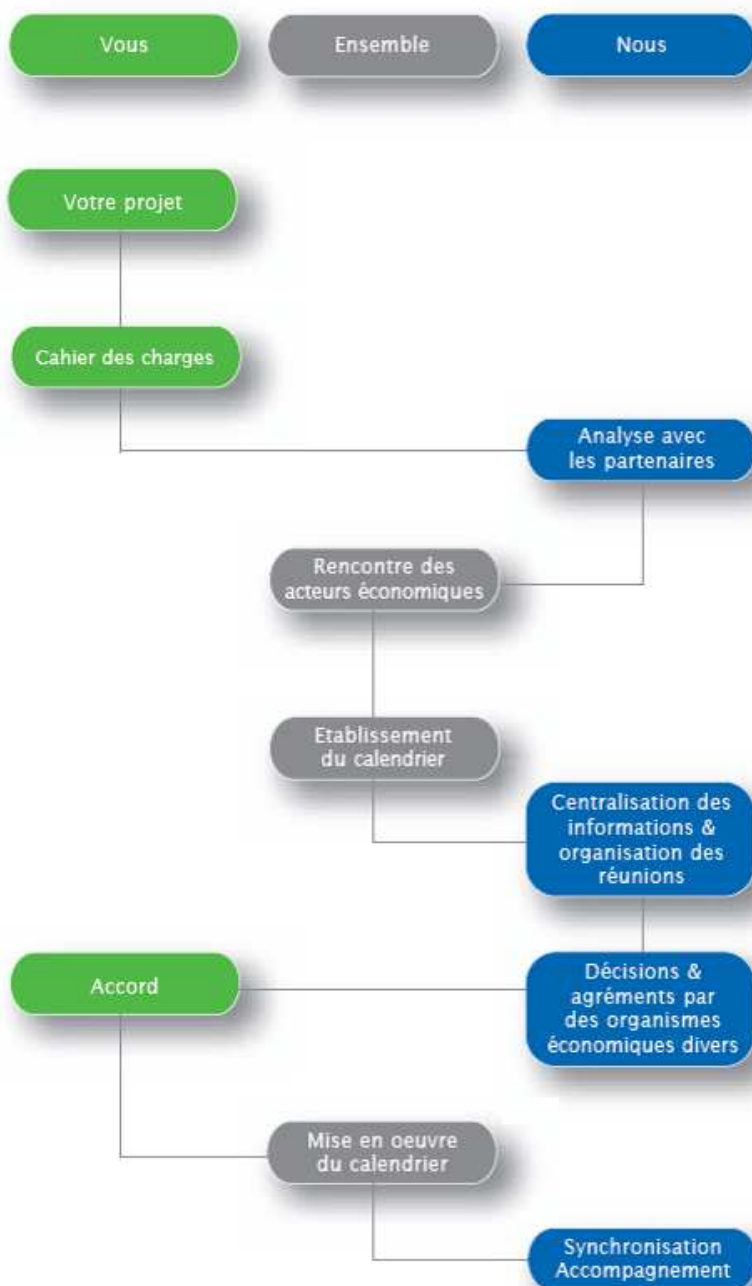 Vous
Ensemble
Nous
Votre projet
Cahier des charges
Analyse avec
les partenaires
Rencontre des
acteurs économiques
Etablissement
du calendrier
Centralisation des
informations &
organisation des
réunions
Accord
Décisions &
agréments par
des organismes
économiques divers
Mise en oeuvre
du calendrier
Synchronisation
Accompagnement